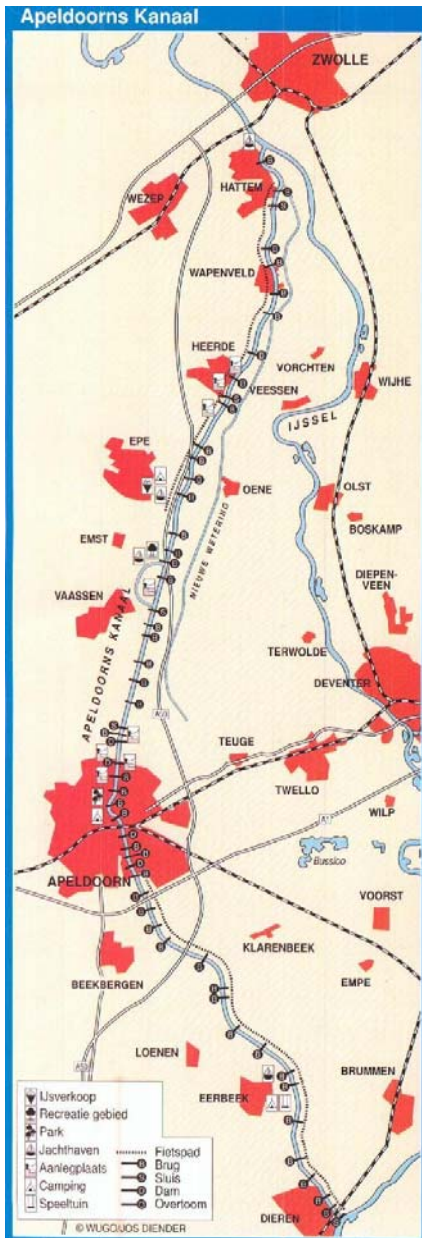 Apeldoorns Kanaal
ZWOLLE
HATTEM
WEZEP
WAPENVELD
HEERDE
VORCHTEN
VEESSEN
WIJHE
IJSSEL
EPE
OENE
OLST
BOSKAMP
EMST
NIEUWE WETERING
DIEPEN-
VEEN
VAASSEN
APELDOORNS KANAAL
TERWOLDE
DEVENTER
TEUGE
TWELLO
WILP
A1
Bussloo
APELDOORN
VOORST
KLARENBEEK
BEEKBERGEN
EMPE
LOENEN
BRUMMEN
A50
EERBEEK
DIEREN
IJsverkoop
Recreatie gebied
Park
Jachthaven
Aanlegplaats
Camping
Speeltuin
Fietspad
B Brug
S Sluis
D Dam
O Overtoom